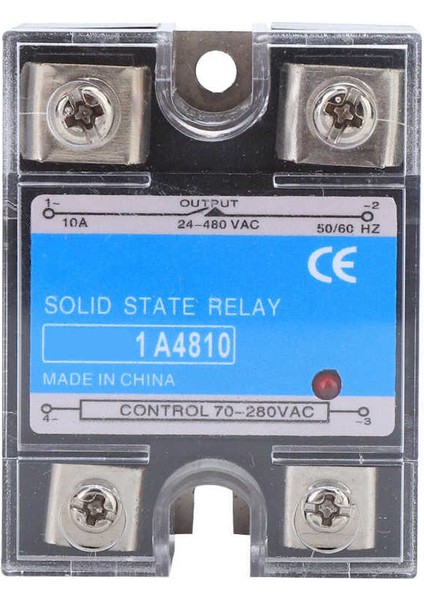 OUTPUT
1~ ~2
10A 24-480 VAC 50/60 HZ
CE
SOLID STATE RELAY
1A4810
MADE IN CHINA
4~ CONTROL 70-280VAC ~3